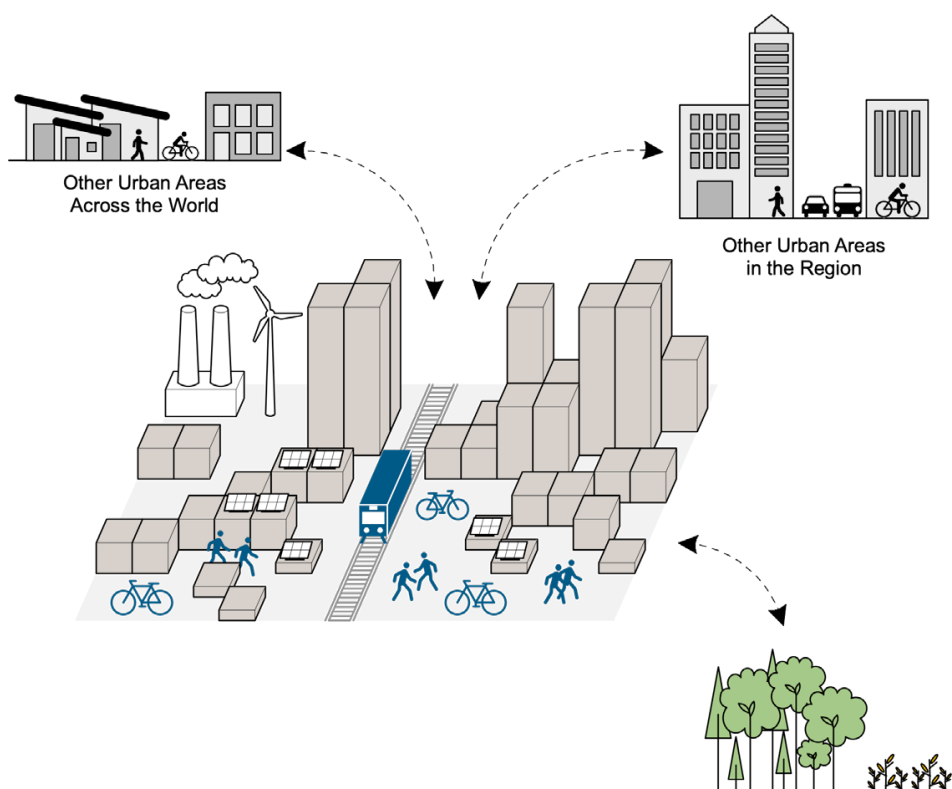 Other Urban Areas
Across the World
Other Urban Areas
in the Region